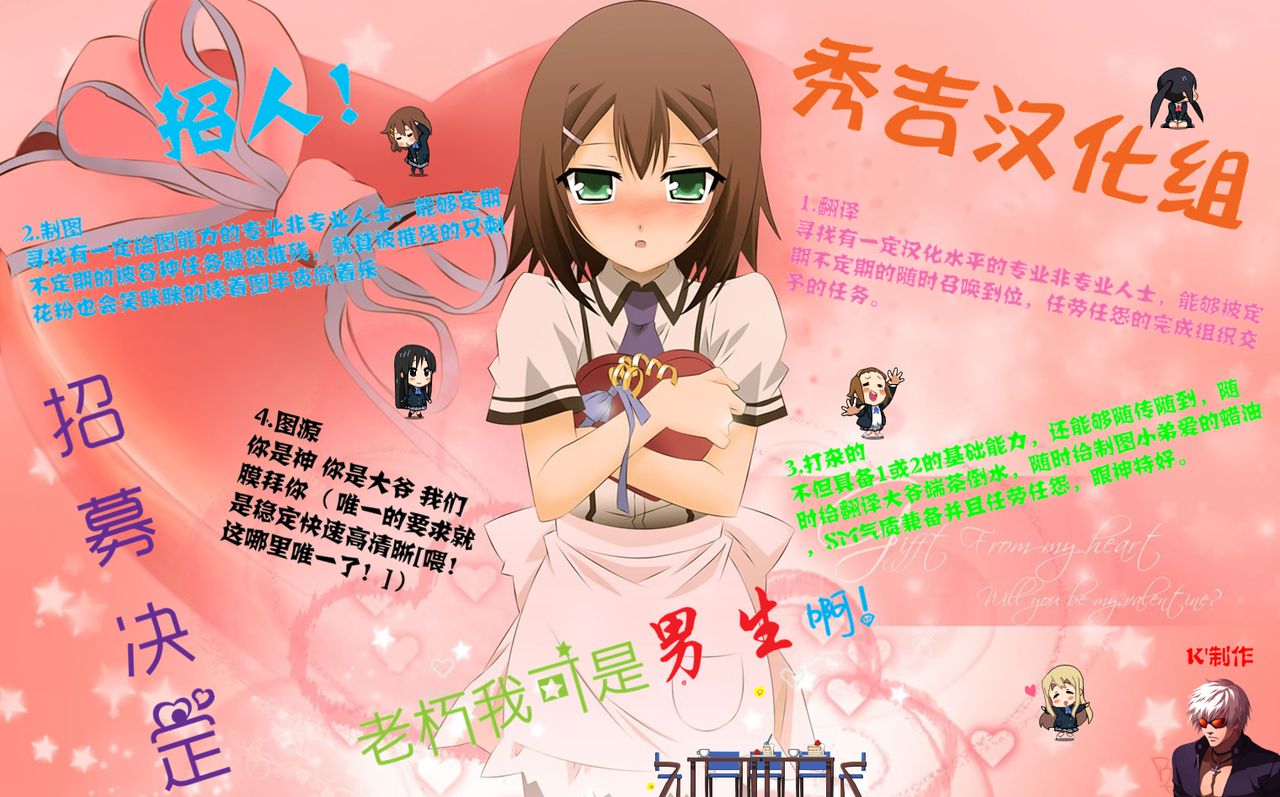 招人！
秀吉汉化组
1.翻译
寻找有一定汉化水平的专业非专业人士，能够被定
期不定期的随时召唤到位，任劳任怨的完成组织交
予的任务。
2.制图
寻找有一定绘图能力的专业非专业人士，能够定期
不定期的被各种任务鞭挞摧残，就算被摧残的只剩
花粉也会笑眯眯的捧着图半夜偷着乐
3.打杂的
不但具备1或2的基础能力，还能够随传随到，随
时给翻译大爷端茶倒水，随时给制图小弟爱的蜡油
，SM气质兼备并且任劳任怨，眼神特好。
4.图源
你是神 你是大爷 我们
膜拜你（唯一的要求就
是稳定快速高清晰[喂！
这哪里唯一了！]）
招募决定
Gifft From my heart
Will you be my valentine?
老朽我可是男生啊！
K'制作